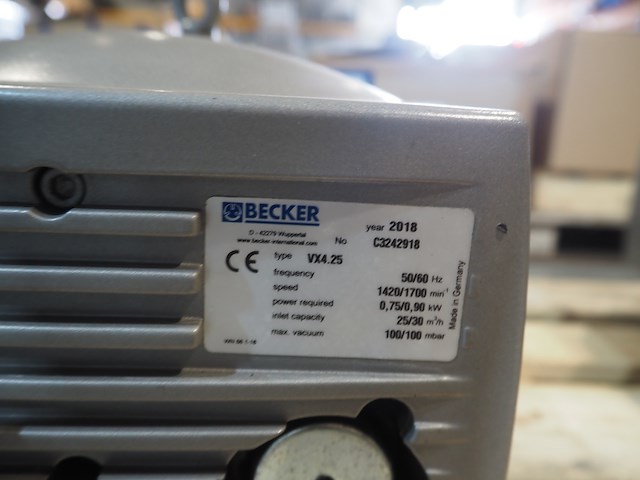 BECKER
D - 42279 Wuppertal
www.becker-international.com
year 2018
No C3242918
CE
type VX4.25
frequency 50/60 Hz
speed 1420/1700 min-1
power required 0,75/0,90 kW
inlet capacity 25/30 m³/h
max. vacuum 100/100 mbar
Made in Germany